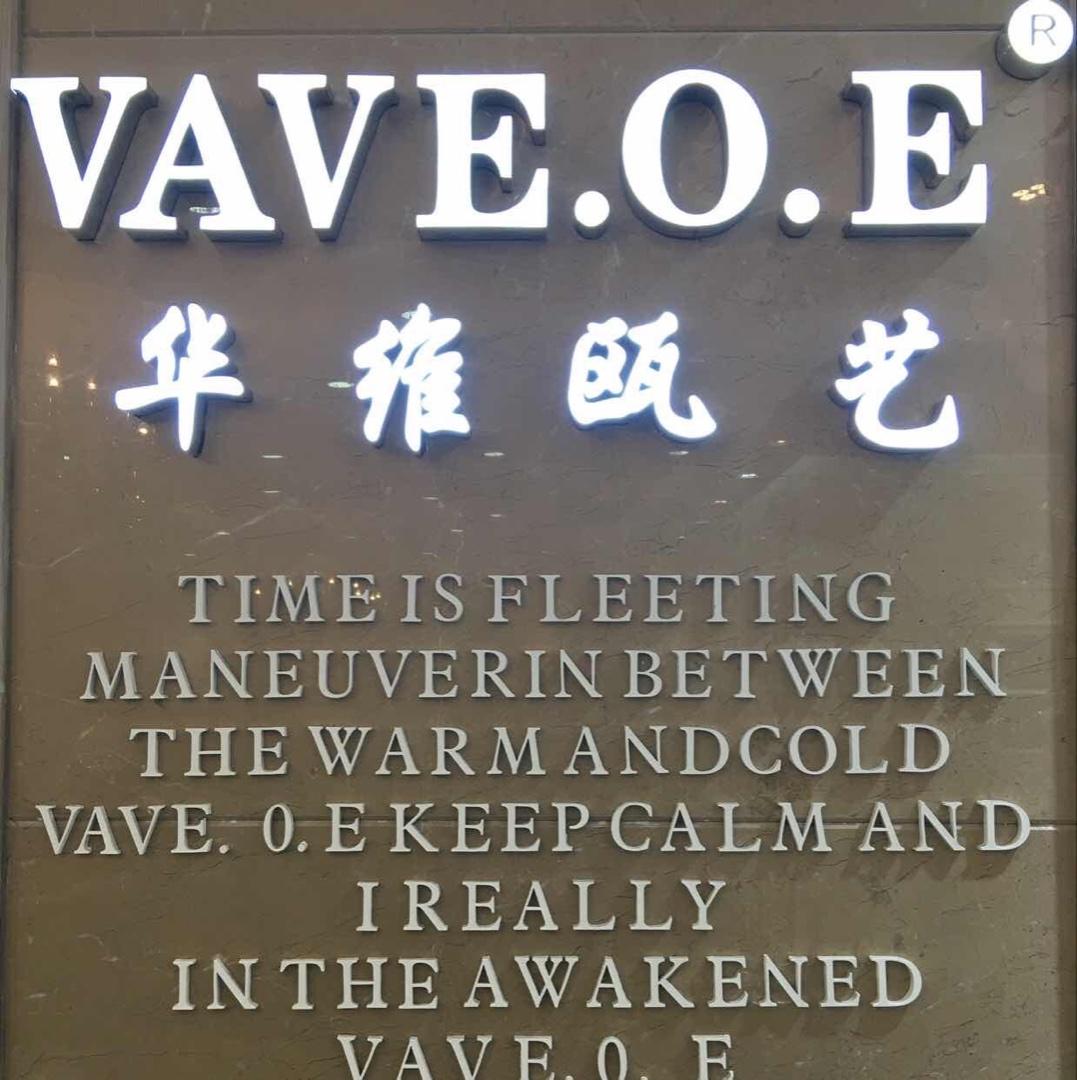 VAVE.O.E®
华维瓯艺
TIME IS FLEETING
MANEUVERIN BETWEEN
THE WARM ANDCOLD
VAVE. 0. E KEEP CALM AND
I REALLY
IN THE AWAKENED
VAVE. 0. E